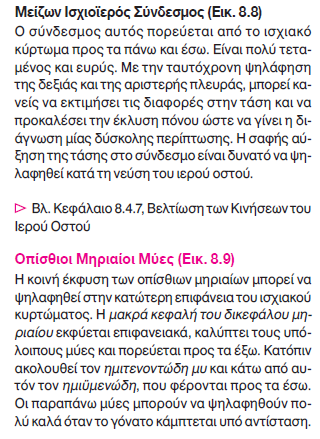 Μείζων Ισχιοϊερός Σύνδεσμος (Εικ. 8.8)
Ο σύνδεσμος αυτός πορεύεται από το ισχιακό
κύρτωμα προς τα πάνω και έσω. Είναι πολύ τετα-
μένος και ευρύς. Με την ταυτόχρονη ψηλάφηση
της δεξιάς και της αριστερής πλευράς, μπορεί κα-
νείς να εκτιμήσει τις διαφορές στην τάση και να
προκαλέσει την έκλυση πόνου ώστε να γίνει η δι-
άγνωση μίας δύσκολης περίπτωσης. Η σαφής αύ-
ξηση της τάσης στο σύνδεσμο είναι δυνατό να ψη-
λαφηθεί κατά τη νεύση του ιερού οστού.
▷ Βλ. Κεφάλαιο 8.4.7, Βελτίωση των Κινήσεων του
Ιερού Οστού
Οπίσθιοι Μηριαίοι Μύες (Εικ. 8.9)
Η κοινή έκφυση των οπίσθιων μηριαίων μπορεί να
ψηλαφηθεί στην κατώτερη επιφάνεια του ισχιακού
κυρτώματος. Η μακρά κεφαλή του δικεφάλου μη-
ριαίου εκφύεται επιφανειακά, καλύπτει τους υπό-
λοιπους μύες και πορεύεται προς τα έξω. Κατόπιν
ακολουθεί τον ημιτενοντώδη μυ και κάτω από αυ-
τόν τον ημιϋμενώδη, που φέρονται προς τα έσω.
Οι παραπάνω μύες μπορούν να ψηλαφηθούν πο-
λύ καλά όταν το γόνατο κάμπτεται υπό αντίσταση.